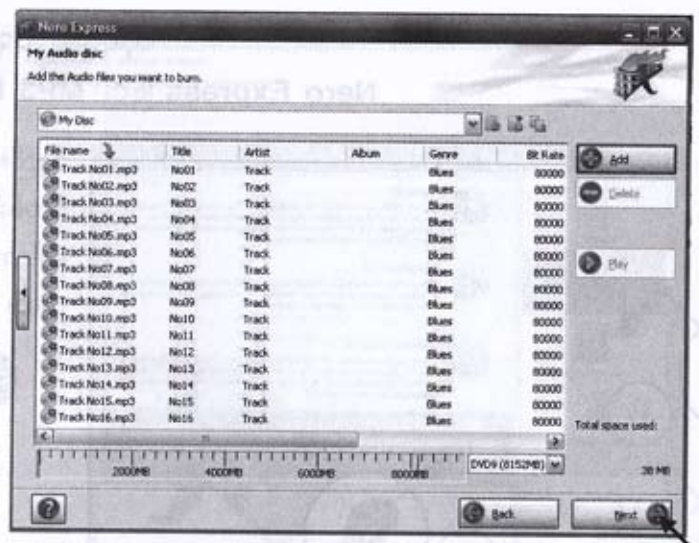 Nero Express
My Audio disc
Add the Audio files you want to burn.
My Disc
File name Title Artist Album Genre Bit Rate
Track No01.mp3 No01 Track Blues 80000
Track No02.mp3 No02 Track Blues 80000
Track No03.mp3 No03 Track Blues 80000
Track No04.mp3 No04 Track Blues 80000
Track No05.mp3 No05 Track Blues 80000
Track No06.mp3 No06 Track Blues 80000
Track No07.mp3 No07 Track Blues 80000
Track No08.mp3 No08 Track Blues 80000
Track No09.mp3 No09 Track Blues 80000
Track No10.mp3 No10 Track Blues 80000
Track No11.mp3 No11 Track Blues 80000
Track No12.mp3 No12 Track Blues 80000
Track No13.mp3 No13 Track Blues 80000
Track No14.mp3 No14 Track Blues 80000
Track No15.mp3 No15 Track Blues 80000
Track No16.mp3 No16 Track Blues 80000
Add
Delete
Play
Total space used:
2000MB 4000MB 6000MB 8000MB
DVD9 (8152MB)
38 MB
Back
Next